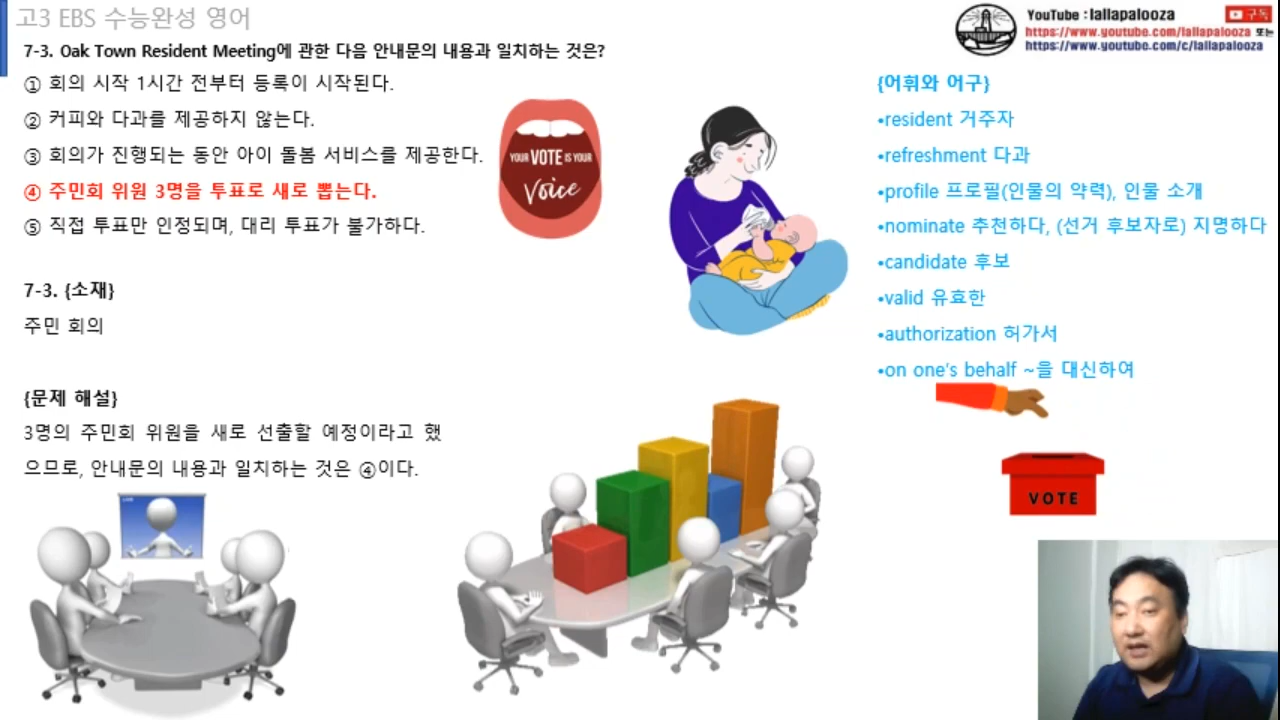 고3 EBS 수능완성 영어
YouTube : lallapalooza
구독
https://www.youtube.com/lallapalooza 또는
https://www.youtube.com/c/lallapalooza
7-3. Oak Town Resident Meeting에 관한 다음 안내문의 내용과 일치하는 것은?
① 회의 시작 1시간 전부터 등록이 시작된다.
② 커피와 다과를 제공하지 않는다.
③ 회의가 진행되는 동안 아이 돌봄 서비스를 제공한다.
④ 주민회 위원 3명을 투표로 새로 뽑는다.
⑤ 직접 투표만 인정되며, 대리 투표가 불가하다.
YOUR VOTE IS YOUR
Voice
7-3. {소재}
주민 회의
{문제 해설}
3명의 주민회 위원을 새로 선출할 예정이라고 했
으므로, 안내문의 내용과 일치하는 것은 ④이다.
{어휘와 어구}
•resident 거주자
•refreshment 다과
•profile 프로필(인물의 약력), 인물 소개
•nominate 추천하다, (선거 후보자로) 지명하다
•candidate 후보
•valid 유효한
•authorization 허가서
•on one's behalf ~을 대신하여
VOTE